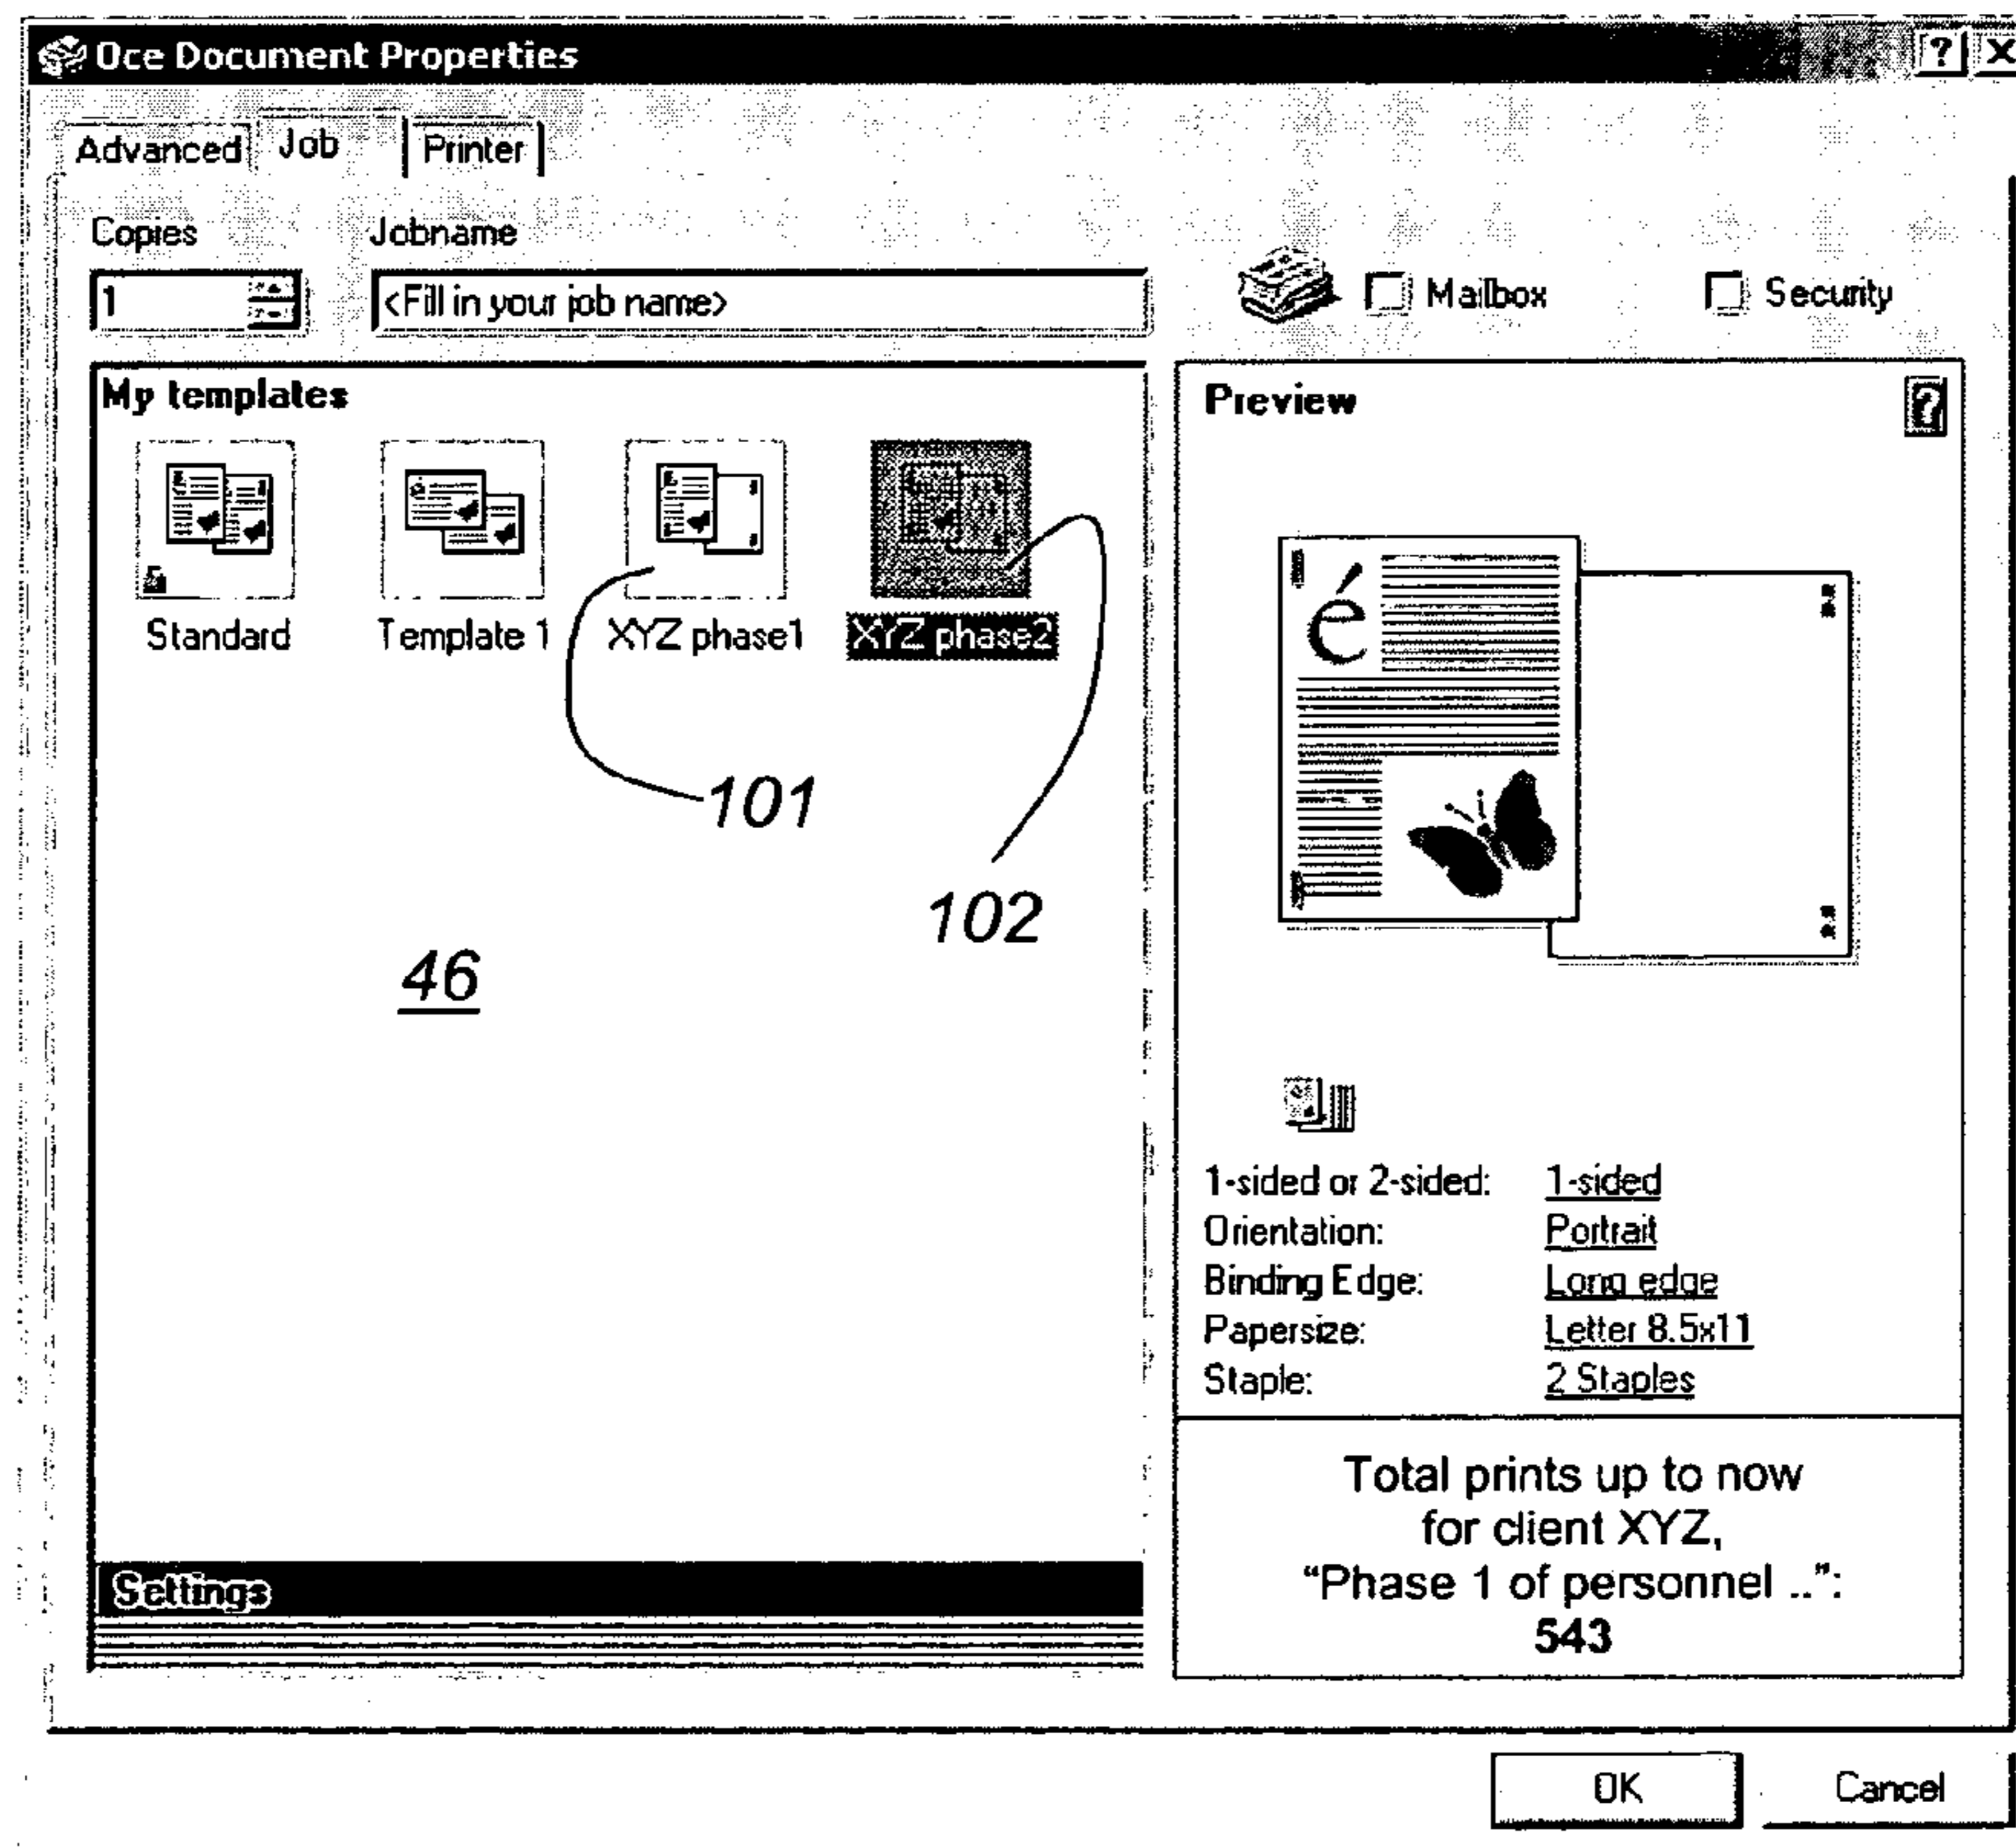 Oce Document Properties ? X
Advanced Job Printer
Copies Jobname
1 <Fill in your job name> Mailbox Security
My templates
Standard Template 1 XYZ phase1 XYZ phase2
101
102
46
Settings
Preview ?
é
1-sided or 2-sided: 1-sided
Orientation: Portrait
Binding Edge: Long edge
Papersize: Letter 8.5x11
Staple: 2 Staples
Total prints up to now
for client XYZ,
“Phase 1 of personnel ..”:
543
OK Cancel